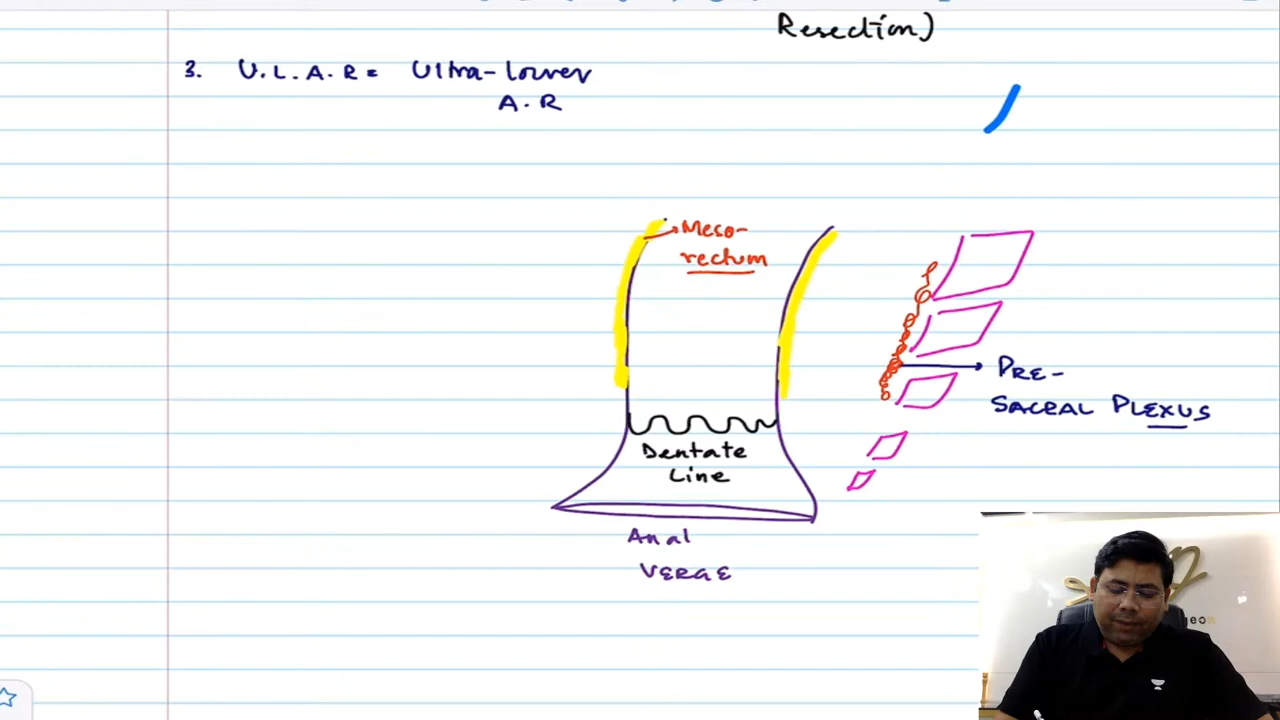 Resection)
3. U.L.A.R = Ultra-lower
A.R
Meso-
rectum
PRE-
SACRAL PLEXUS
Dentate
Line
Anal
VERGE